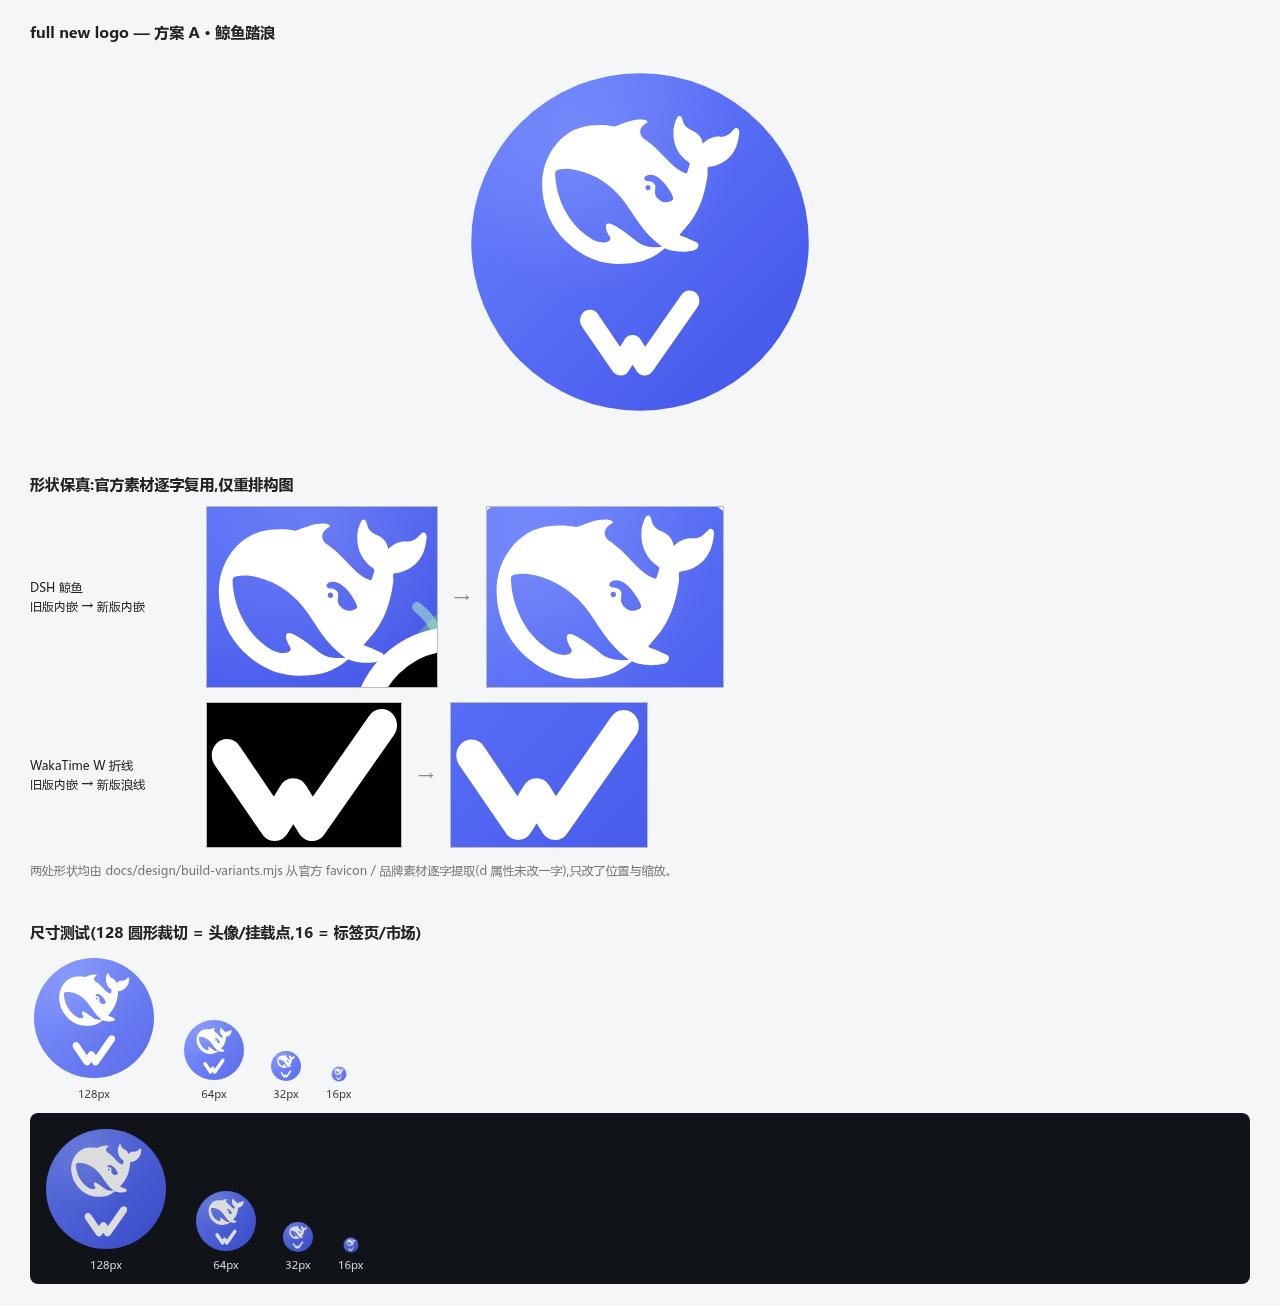 full new logo — 方案 A · 鲸鱼踏浪
W
形状保真:官方素材逐字复用,仅重排构图
DSH 鲸鱼
旧版内嵌 → 新版内嵌
→
WakaTime W 折线
旧版内嵌 → 新版浪线
→
两处形状均由 docs/design/build-variants.mjs 从官方 favicon / 品牌素材逐字提取(d 属性未改一字),只改了位置与缩放。
尺寸测试(128 圆形裁切 = 头像/挂载点,16 = 标签页/市场)
128px 64px 32px 16px
128px 64px 32px 16px